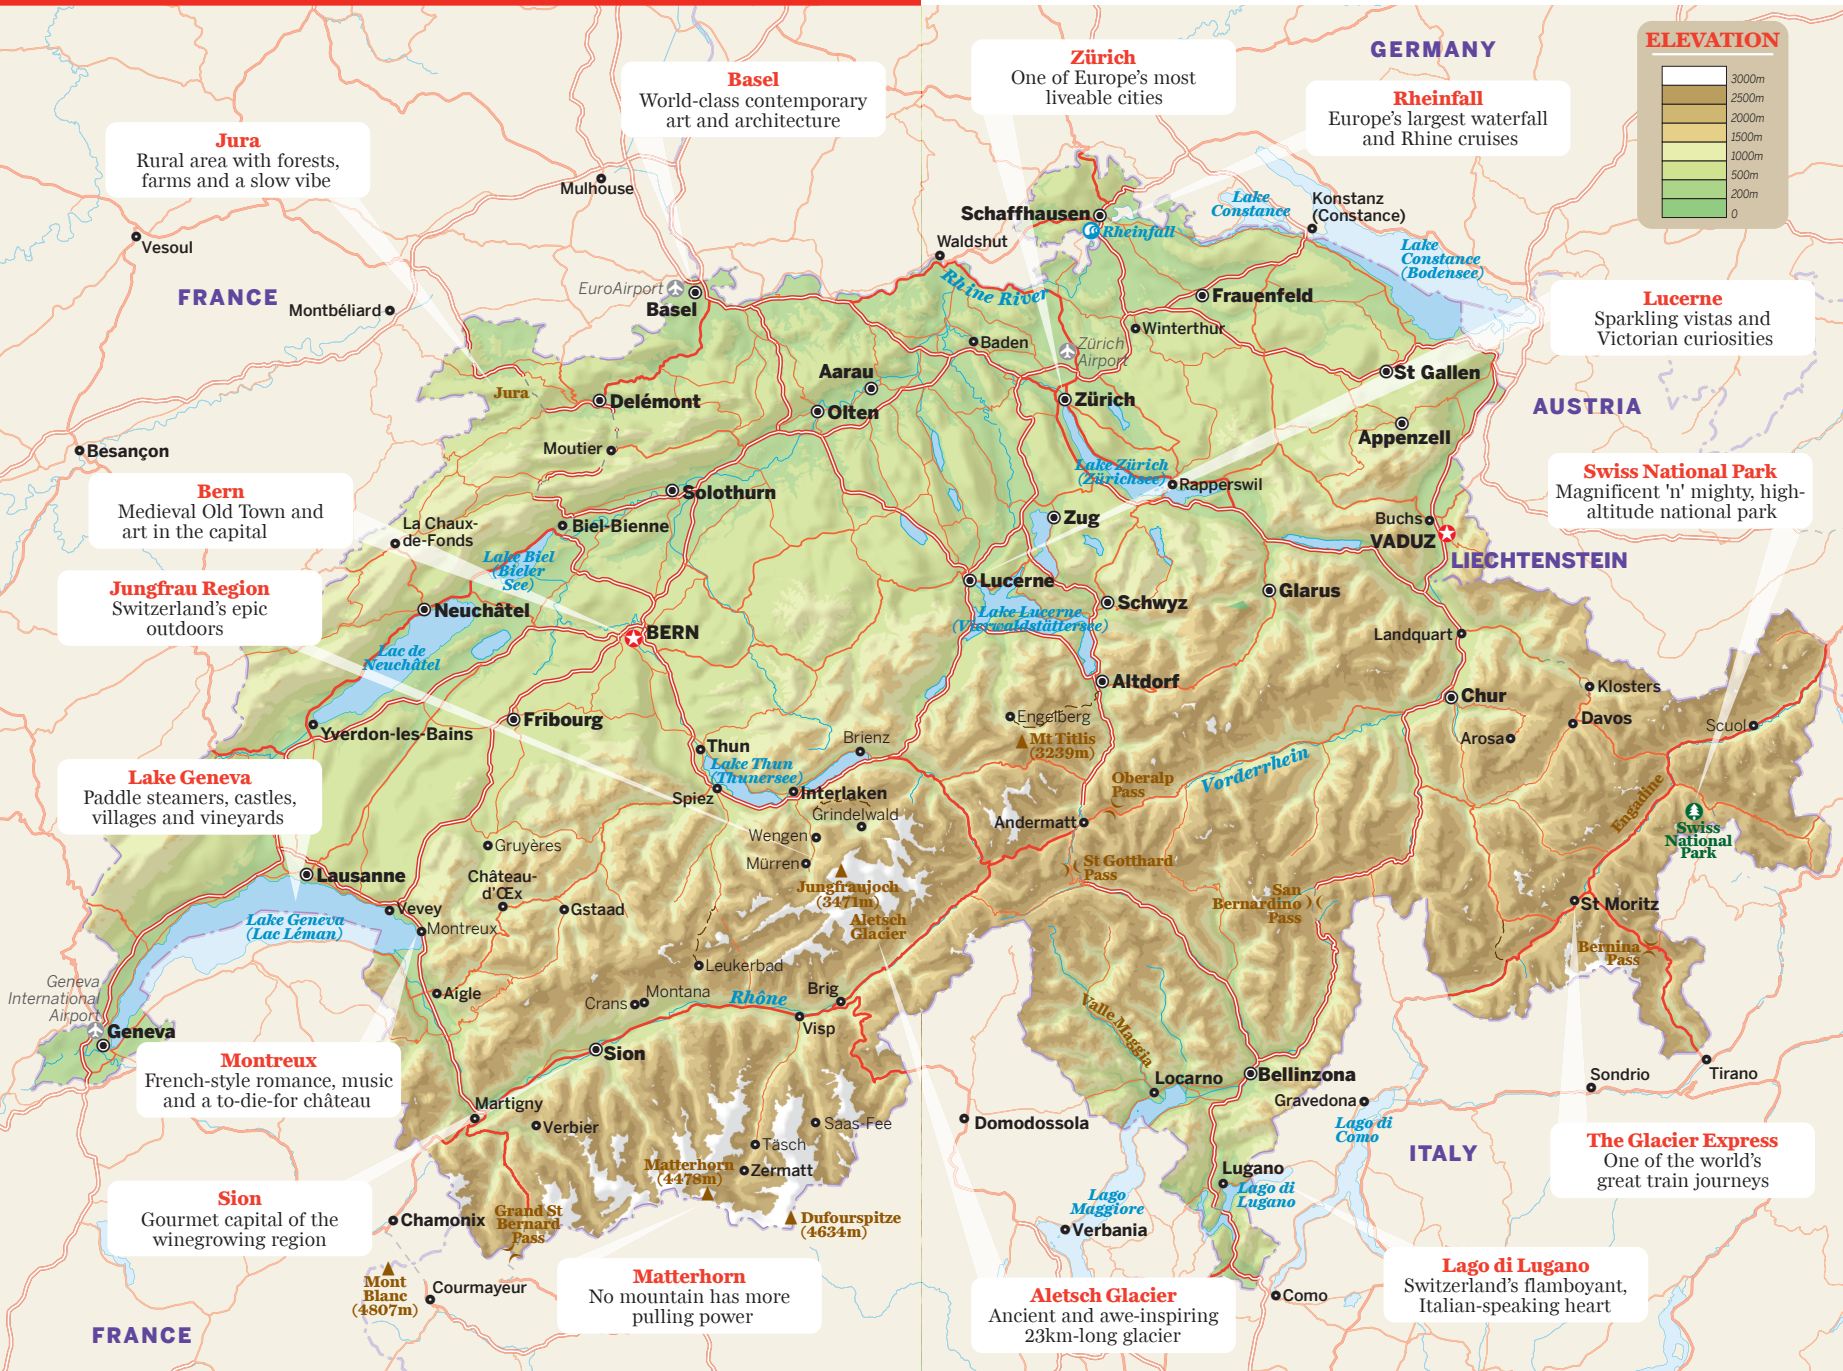 GERMANY
ELEVATION
3000m
2500m
2000m
1500m
1000m
500m
200m
0
Zürich
One of Europe's most
liveable cities
Basel
World-class contemporary
art and architecture
Rheinfall
Europe's largest waterfall
and Rhine cruises
Jura
Rural area with forests,
farms and a slow vibe
Mulhouse
Vesoul
FRANCE
Montbéliard
EuroAirport
Basel
Schaffhausen
Rheinfall
Waldshut
Rhine River
Lake
Constance
Konstanz
(Constance)
Lake
Constance
(Bodensee)
Frauenfeld
Winterthur
Baden
Zürich
Airport
Lucerne
Sparkling vistas and
Victorian curiosities
Jura
Delémont
Aarau
Olten
Zürich
St Gallen
AUSTRIA
Appenzell
Besançon
Moutier
Solothurn
Lake Zürich
(Zürichsee)
Rapperswil
Swiss National Park
Magnificent 'n' mighty, high-
altitude national park
Bern
Medieval Old Town and
art in the capital
La Chaux-
de-Fonds
Biel-Bienne
Lake Biel
(Bieler
See)
Zug
Buchs
VADUZ
LIECHTENSTEIN
Jungfrau Region
Switzerland's epic
outdoors
Neuchâtel
Lac de
Neuchâtel
BERN
Lucerne
Lake Lucerne
(Vierwaldstättersee)
Schwyz
Glarus
Landquart
Altdorf
Chur
Klosters
Davos
Arosa
Scuol
Fribourg
Yverdon-les-Bains
Engelberg
Mt Titlis
(3239m)
Thun
Lake Thun
(Thunersee)
Brienz
Spiez
Interlaken
Oberalp
Pass
Vorderrhein
Engadine
Swiss
National
Park
Lake Geneva
Paddle steamers, castles,
villages and vineyards
Grindelwald
Wengen
Mürren
Andermatt
Gruyères
Château-
d'Œx
Gstaad
Jungfraujoch
(3471m)
Aletsch
Glacier
St Gotthard
Pass
San
Bernardino
Pass
St Moritz
Bernina
Pass
Lausanne
Vevey
Montreux
Lake Geneva
(Lac Léman)
Leukerbad
Geneva
International
Airport
Geneva
Aigle
Crans
Montana
Rhône
Brig
Visp
Sion
Valle Maggia
Locarno
Bellinzona
Gravedona
Sondrio
Tirano
Montreux
French-style romance, music
and a to-die-for château
Martigny
Verbier
Saas-Fee
Täsch
Zermatt
Matterhorn
(4478m)
Domodossola
Lago di
Como
ITALY
The Glacier Express
One of the world's
great train journeys
Lugano
Lago di
Lugano
Lago
Maggiore
Verbania
Sion
Gourmet capital of the
winegrowing region
Chamonix
Grand St
Bernard
Pass
Dufourspitze
(4634m)
Mont
Blanc
(4807m)
Courmayeur
Matterhorn
No mountain has more
pulling power
Aletsch Glacier
Ancient and awe-inspiring
23km-long glacier
Como
Lago di Lugano
Switzerland's flamboyant,
Italian-speaking heart
FRANCE